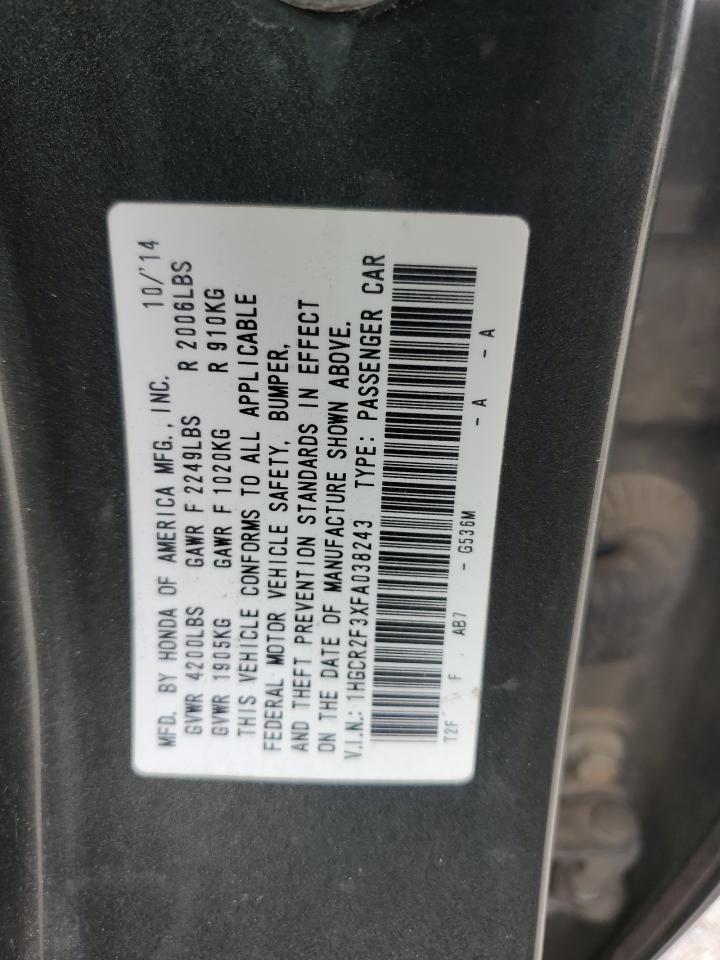 MFD. BY HONDA OF AMERICA MFG., INC. 10/'14
GVWR 4200LBS GAWR F 2249LBS R 2006LBS
GVWR 1905KG GAWR F 1020KG R 910KG
THIS VEHICLE CONFORMS TO ALL APPLICABLE
FEDERAL MOTOR VEHICLE SAFETY, BUMPER,
AND THEFT PREVENTION STANDARDS IN EFFECT
ON THE DATE OF MANUFACTURE SHOWN ABOVE.
V.I.N.: 1HGCR2F3XFA038243 TYPE: PASSENGER CAR
F AB7 - G536M - A - A